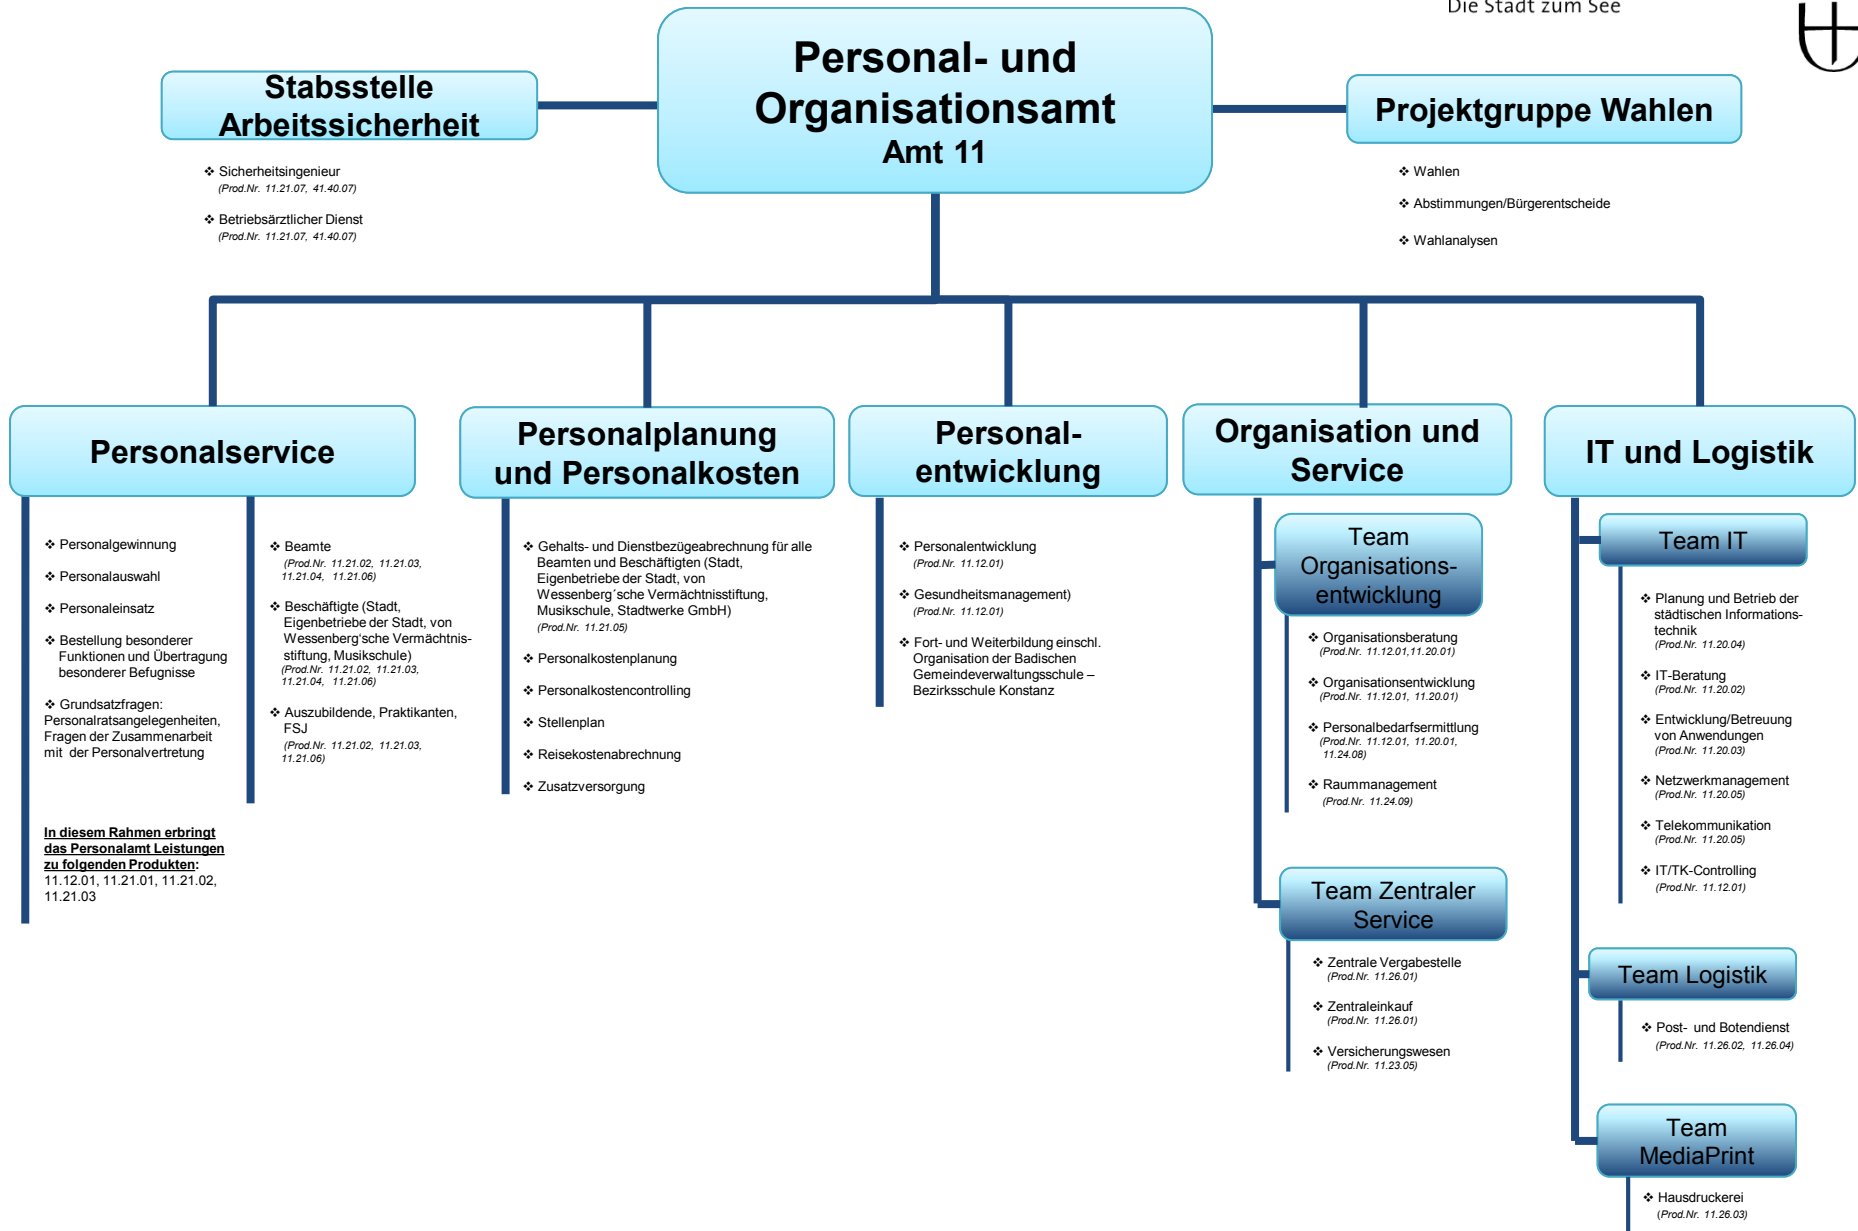 Die Stadt zum See
Personal- und
Organisationsamt
Amt 11
Stabsstelle
Arbeitssicherheit
❖ Sicherheitsingenieur
(Prod.Nr. 11.21.07, 41.40.07)
❖ Betriebsärztlicher Dienst
(Prod.Nr. 11.21.07, 41.40.07)
Projektgruppe Wahlen
❖ Wahlen
❖ Abstimmungen/Bürgerentscheide
❖ Wahlanalysen
Personalservice
❖ Personalgewinnung
❖ Personalauswahl
❖ Personaleinsatz
❖ Bestellung besonderer
Funktionen und Übertragung
besonderer Befugnisse
❖ Grundsatzfragen:
Personalratsangelegenheiten,
Fragen der Zusammenarbeit
mit der Personalvertretung
In diesem Rahmen erbringt
das Personalamt Leistungen
zu folgenden Produkten:
11.12.01, 11.21.01, 11.21.02,
11.21.03
❖ Beamte
(Prod.Nr. 11.21.02, 11.21.03,
11.21.04, 11.21.06)
❖ Beschäftigte (Stadt,
Eigenbetriebe der Stadt, von
Wessenberg'sche Vermächtnis-
stiftung, Musikschule)
(Prod.Nr. 11.21.02, 11.21.03,
11.21.04, 11.21.06)
❖ Auszubildende, Praktikanten,
FSJ
(Prod.Nr. 11.21.02, 11.21.03,
11.21.06)
Personalplanung
und Personalkosten
❖ Gehalts- und Dienstbezügeabrechnung für alle
Beamten und Beschäftigten (Stadt,
Eigenbetriebe der Stadt, von
Wessenberg´sche Vermächtnisstiftung,
Musikschule, Stadtwerke GmbH)
(Prod.Nr. 11.21.05)
❖ Personalkostenplanung
❖ Personalkostencontrolling
❖ Stellenplan
❖ Reisekostenabrechnung
❖ Zusatzversorgung
Personal-
entwicklung
❖ Personalentwicklung
(Prod.Nr. 11.12.01)
❖ Gesundheitsmanagement)
(Prod.Nr. 11.12.01)
❖ Fort- und Weiterbildung einschl.
Organisation der Badischen
Gemeindeverwaltungsschule –
Bezirksschule Konstanz
Organisation und
Service
Team
Organisations-
entwicklung
❖ Organisationsberatung
(Prod.Nr. 11.12.01,11.20.01)
❖ Organisationsentwicklung
(Prod.Nr. 11.12.01, 11.20.01)
❖ Personalbedarfsermittlung
(Prod.Nr. 11.12.01, 11.20.01,
11.24.08)
❖ Raummanagement
(Prod.Nr. 11.24.09)
Team Zentraler
Service
❖ Zentrale Vergabestelle
(Prod.Nr. 11.26.01)
❖ Zentraleinkauf
(Prod.Nr. 11.26.01)
❖ Versicherungswesen
(Prod.Nr. 11.23.05)
IT und Logistik
Team IT
❖ Planung und Betrieb der
städtischen Informations-
technik
(Prod.Nr. 11.20.04)
❖ IT-Beratung
(Prod.Nr. 11.20.02)
❖ Entwicklung/Betreuung
von Anwendungen
(Prod.Nr. 11.20.03)
❖ Netzwerkmanagement
(Prod.Nr. 11.20.05)
❖ Telekommunikation
(Prod.Nr. 11.20.05)
❖ IT/TK-Controlling
(Prod.Nr. 11.12.01)
Team Logistik
❖ Post- und Botendienst
(Prod.Nr. 11.26.02, 11.26.04)
Team
MediaPrint
❖ Hausdruckerei
(Prod.Nr. 11.26.03)